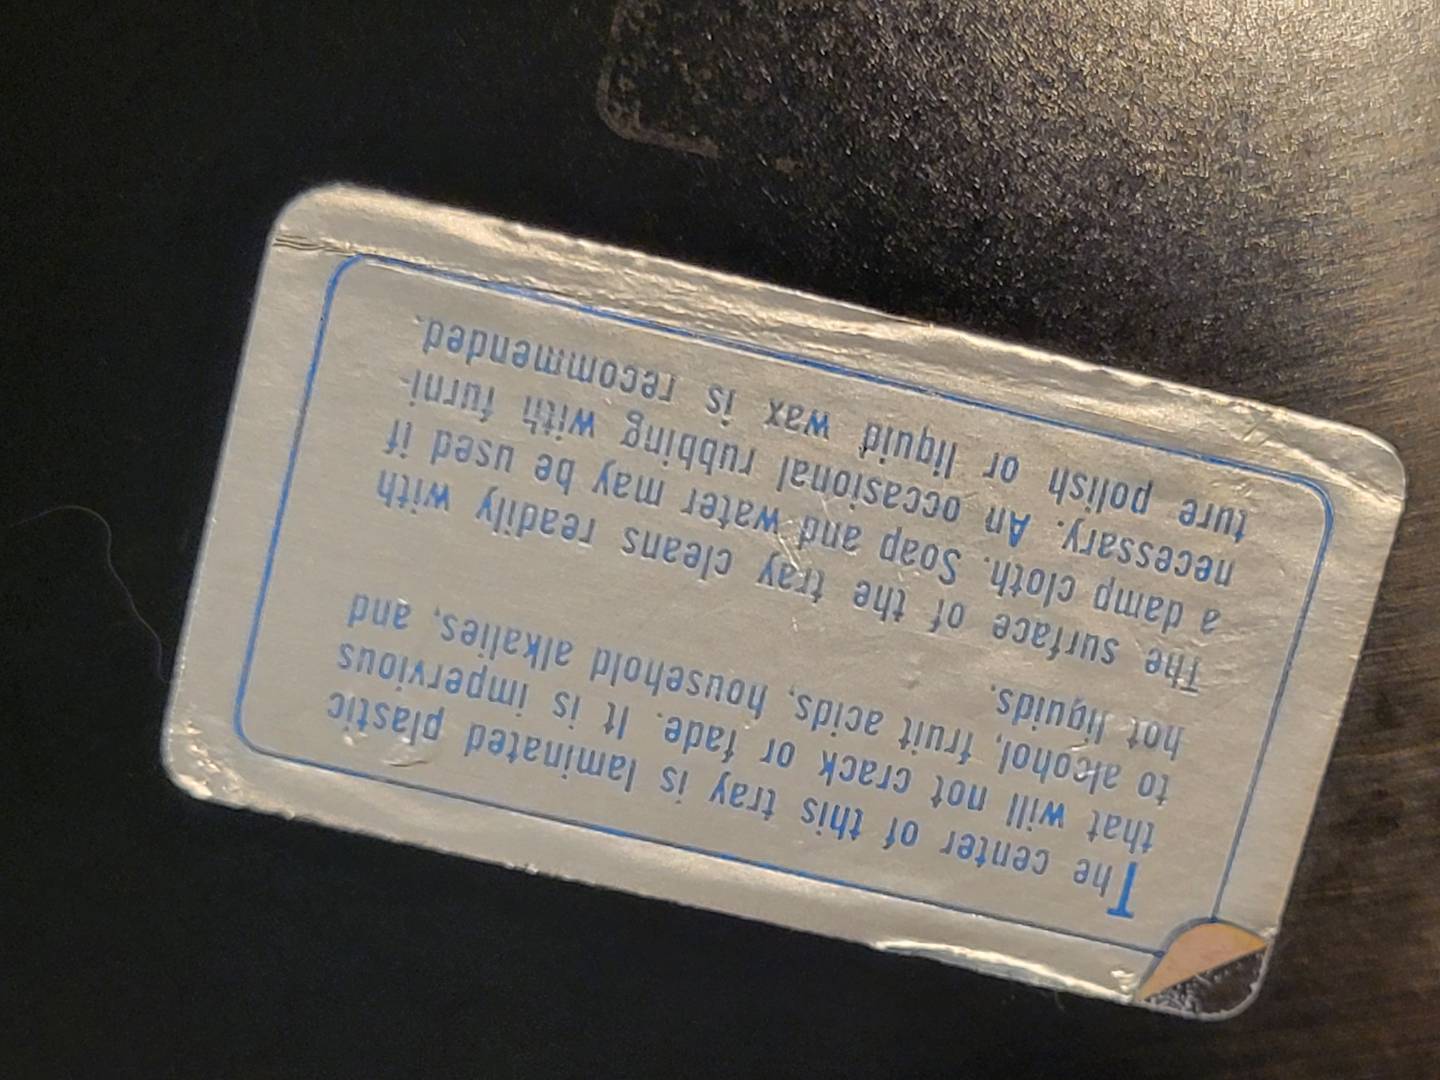 The center of this tray is laminated plastic
that will not crack or fade. It is impervious
to alcohol, fruit acids, household alkalies, and
hot liquids.
The surface of the tray cleans readily with
a damp cloth. Soap and water may be used if
necessary. An occasional rubbing with furni-
ture polish or liquid wax is recommended.